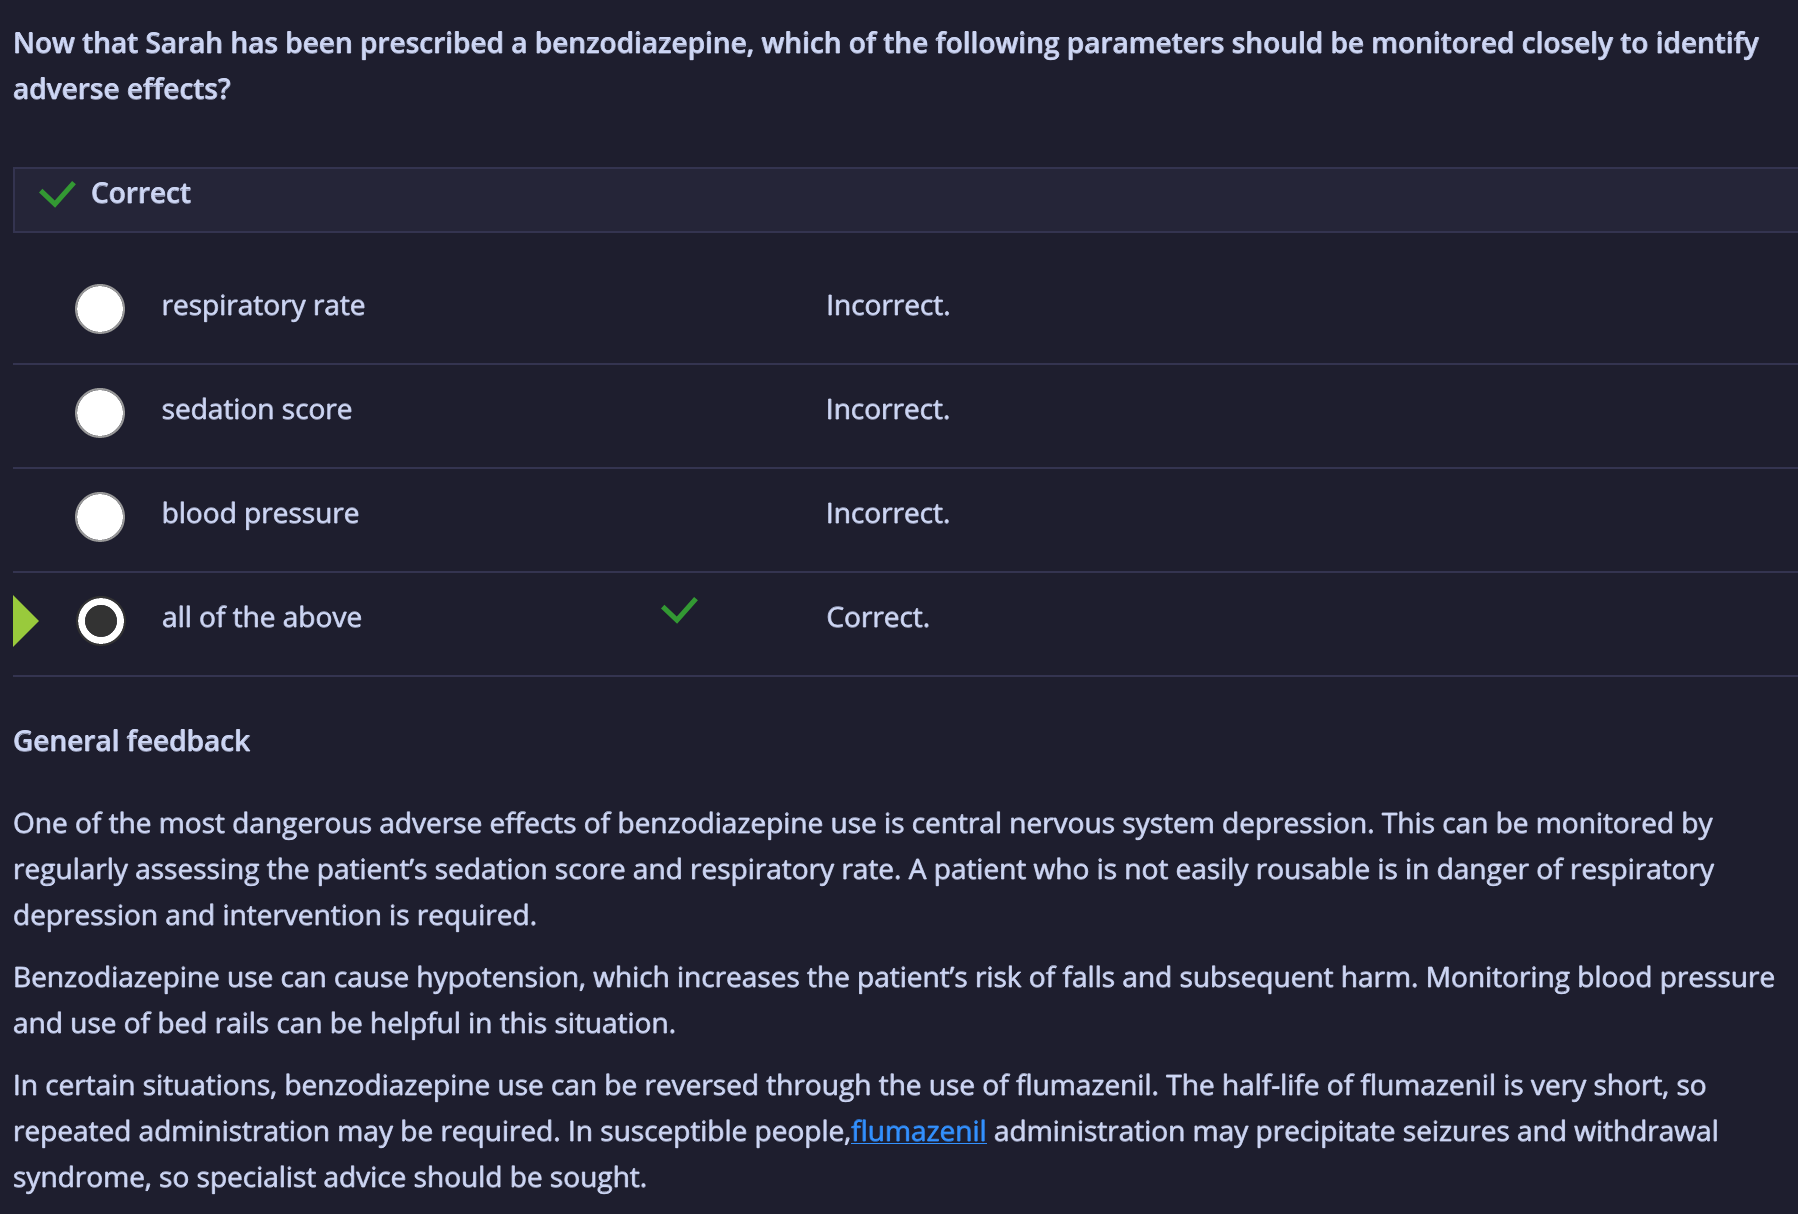 Now that Sarah has been prescribed a benzodiazepine, which of the following parameters should be monitored closely to identify
adverse effects?
Correct
respiratory rate Incorrect.
sedation score Incorrect.
blood pressure Incorrect.
all of the above Correct.
General feedback
One of the most dangerous adverse effects of benzodiazepine use is central nervous system depression. This can be monitored by
regularly assessing the patient’s sedation score and respiratory rate. A patient who is not easily rousable is in danger of respiratory
depression and intervention is required.
Benzodiazepine use can cause hypotension, which increases the patient’s risk of falls and subsequent harm. Monitoring blood pressure
and use of bed rails can be helpful in this situation.
In certain situations, benzodiazepine use can be reversed through the use of flumazenil. The half-life of flumazenil is very short, so
repeated administration may be required. In susceptible people,flumazenil administration may precipitate seizures and withdrawal
syndrome, so specialist advice should be sought.